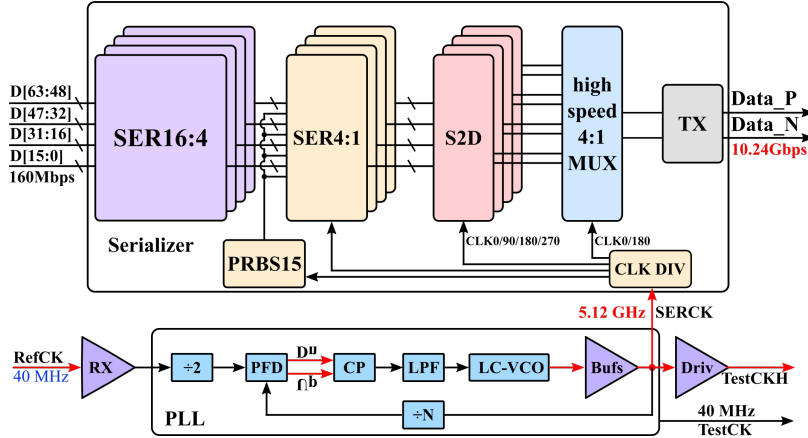 D[63:48]
D[47:32]
D[31:16]
D[15:0]
160Mbps
SER16:4
SER4:1
S2D
high
speed
4:1
MUX
TX
Data_P
Data_N
10.24Gbps
Serializer
PRBS15
CLK0/90/180/270
CLK0/180
CLK DIV
5.12 GHz
SERCK
RefCK
40 MHz
RX
÷2
PFD
Dn
Up
CP
LPF
LC-VCO
Bufs
Driv
TestCKH
÷N
PLL
40 MHz
TestCK